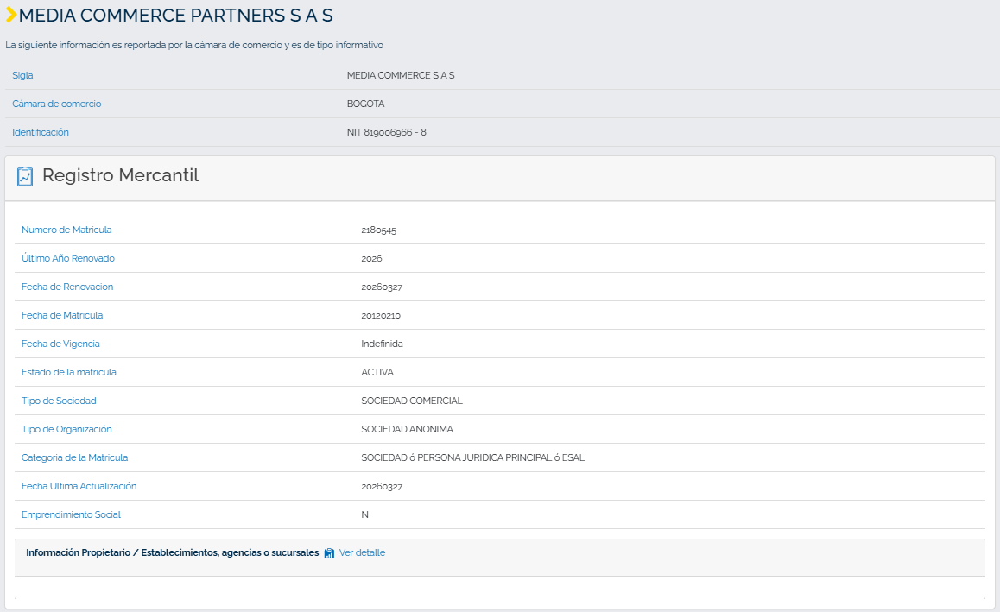 MEDIA COMMERCE PARTNERS S A S
La siguiente información es reportada por la cámara de comercio y es de tipo informativo
Sigla MEDIA COMMERCE S A S
Cámara de comercio BOGOTA
Identificación NIT 819006966 - 8
Registro Mercantil
Numero de Matricula 2180545
Último Año Renovado 2026
Fecha de Renovacion 20260327
Fecha de Matricula 20120210
Fecha de Vigencia Indefinida
Estado de la matricula ACTIVA
Tipo de Sociedad SOCIEDAD COMERCIAL
Tipo de Organización SOCIEDAD ANONIMA
Categoria de la Matricula SOCIEDAD ó PERSONA JURIDICA PRINCIPAL ó ESAL
Fecha Ultima Actualización 20260327
Emprendimiento Social N
Información Propietario / Establecimientos, agencias o sucursales Ver detalle